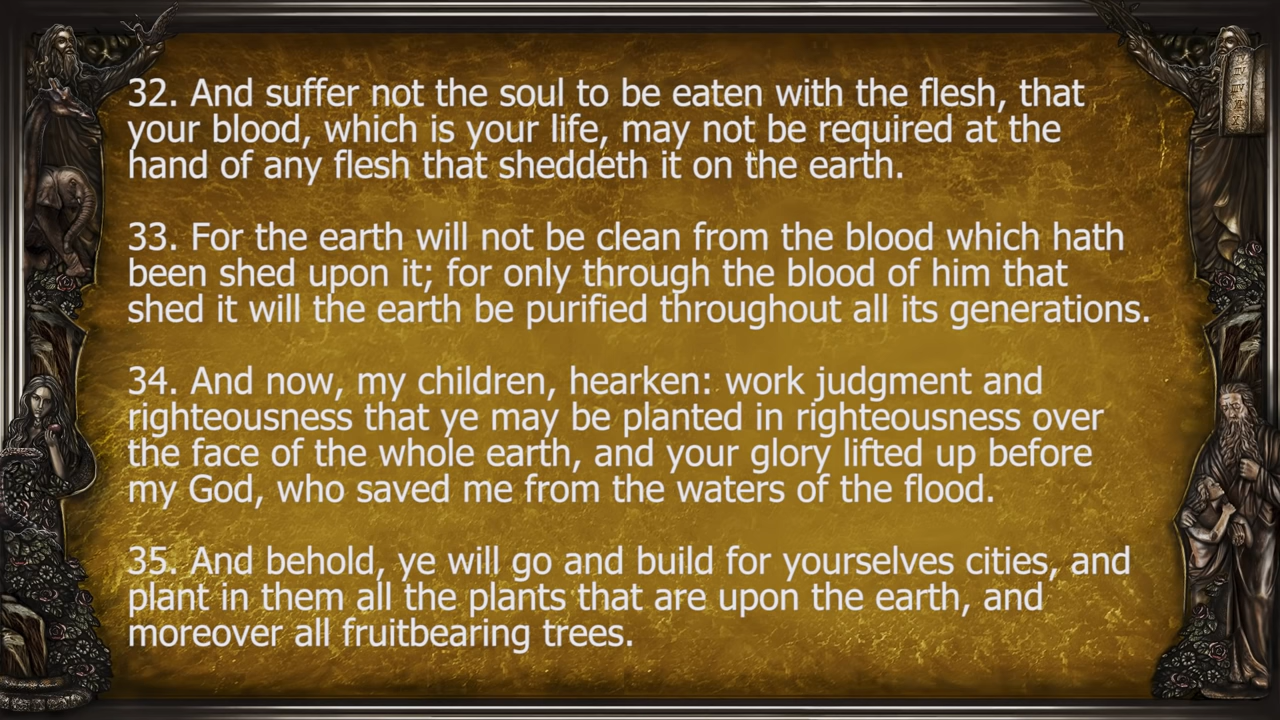 32. And suffer not the soul to be eaten with the flesh, that
your blood, which is your life, may not be required at the
hand of any flesh that sheddeth it on the earth.
33. For the earth will not be clean from the blood which hath
been shed upon it; for only through the blood of him that
shed it will the earth be purified throughout all its generations.
34. And now, my children, hearken: work judgment and
righteousness that ye may be planted in righteousness over
the face of the whole earth, and your glory lifted up before
my God, who saved me from the waters of the flood.
35. And behold, ye will go and build for yourselves cities, and
plant in them all the plants that are upon the earth, and
moreover all fruitbearing trees.